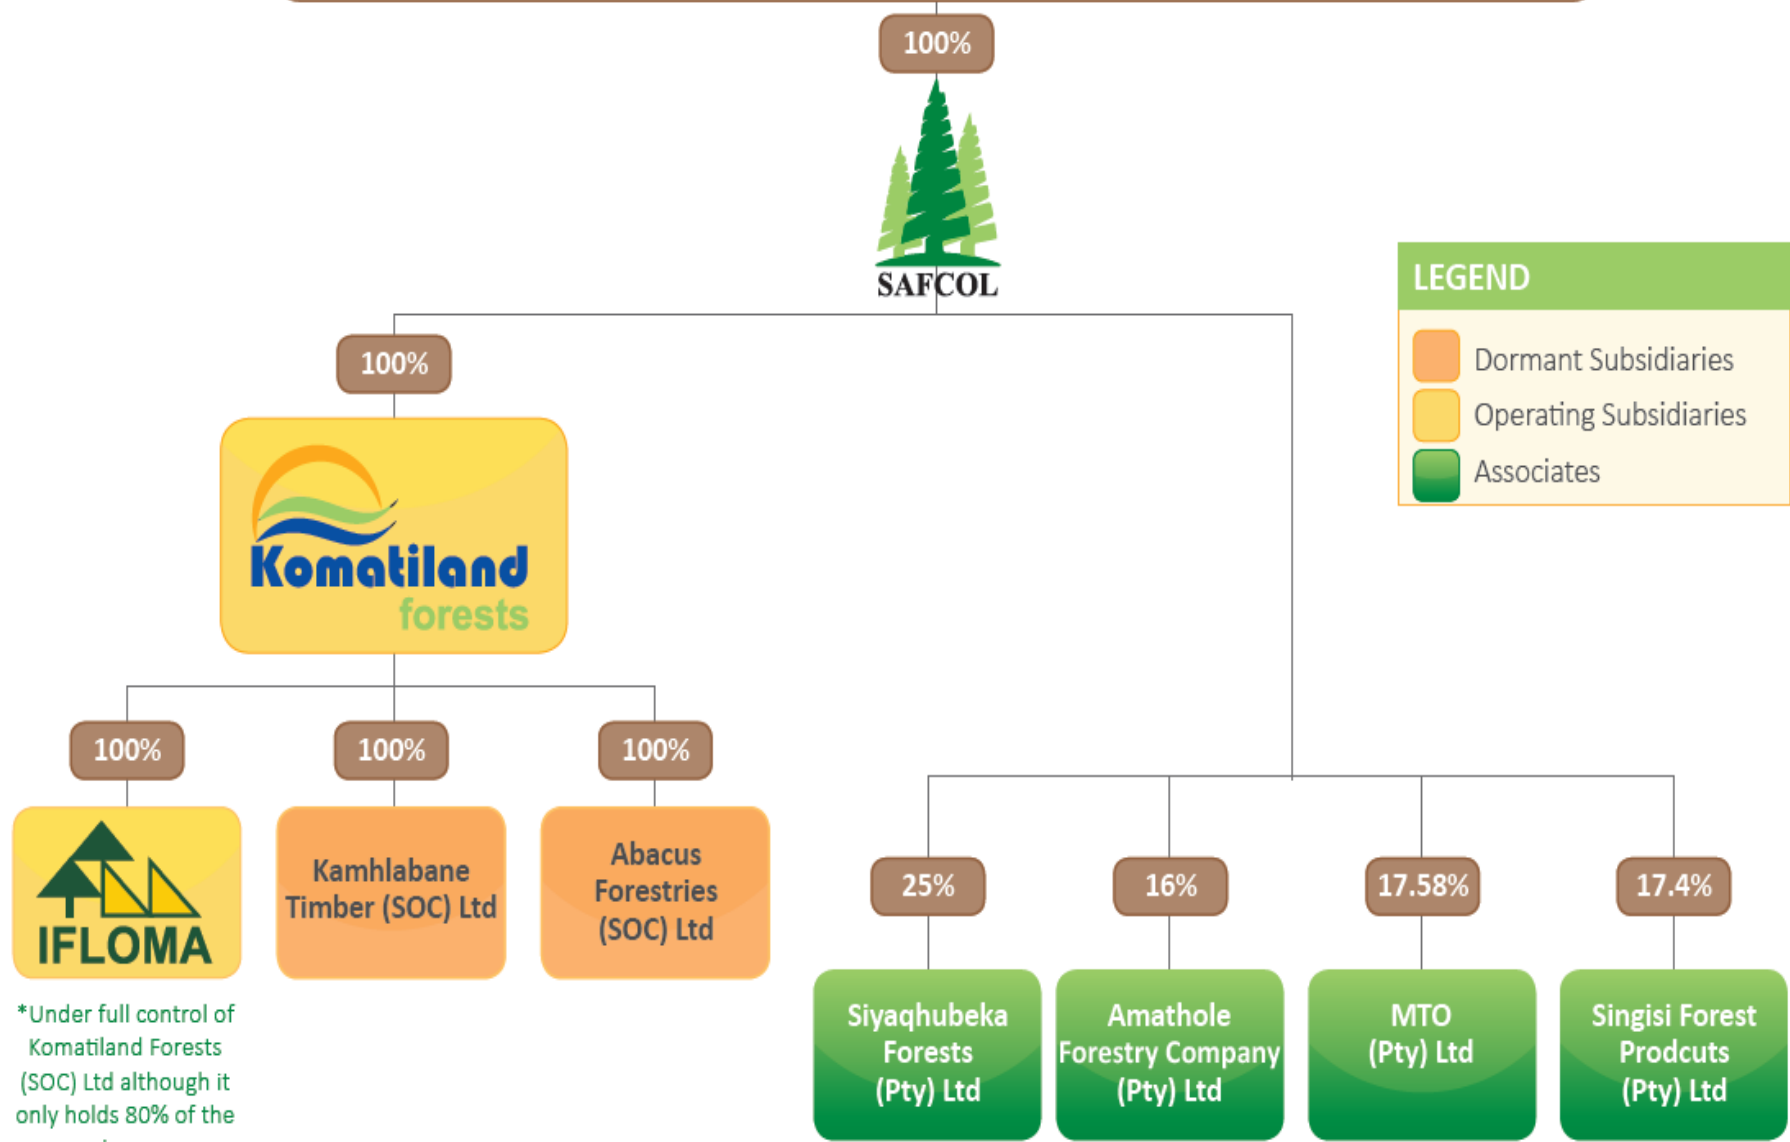 100%
SAFCOL
LEGEND
Dormant Subsidiaries
Operating Subsidiaries
Associates
100%
Komatiland
forests
100%
100%
100%
IFLOMA
Kamhlabane
Timber (SOC) Ltd
Abacus
Forestries
(SOC) Ltd
*Under full control of
Komatiland Forests
(SOC) Ltd although it
only holds 80% of the
25%
16%
17.58%
17.4%
Siyaqhubeka
Forests
(Pty) Ltd
Amathole
Forestry Company
(Pty) Ltd
MTO
(Pty) Ltd
Singisi Forest
Prodcuts
(Pty) Ltd